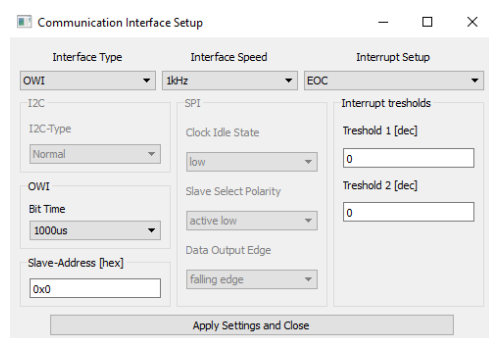 Communication Interface Setup
Interface Type
Interface Speed
Interrupt Setup
OWI
1kHz
EOC
I2C
I2C-Type
Normal
OWI
Bit Time
1000us
Slave-Address [hex]
0x0
SPI
Clock Idle State
low
Slave Select Polarity
active low
Data Output Edge
falling edge
Interrupt tresholds
Treshold 1 [dec]
0
Treshold 2 [dec]
0
Apply Settings and Close